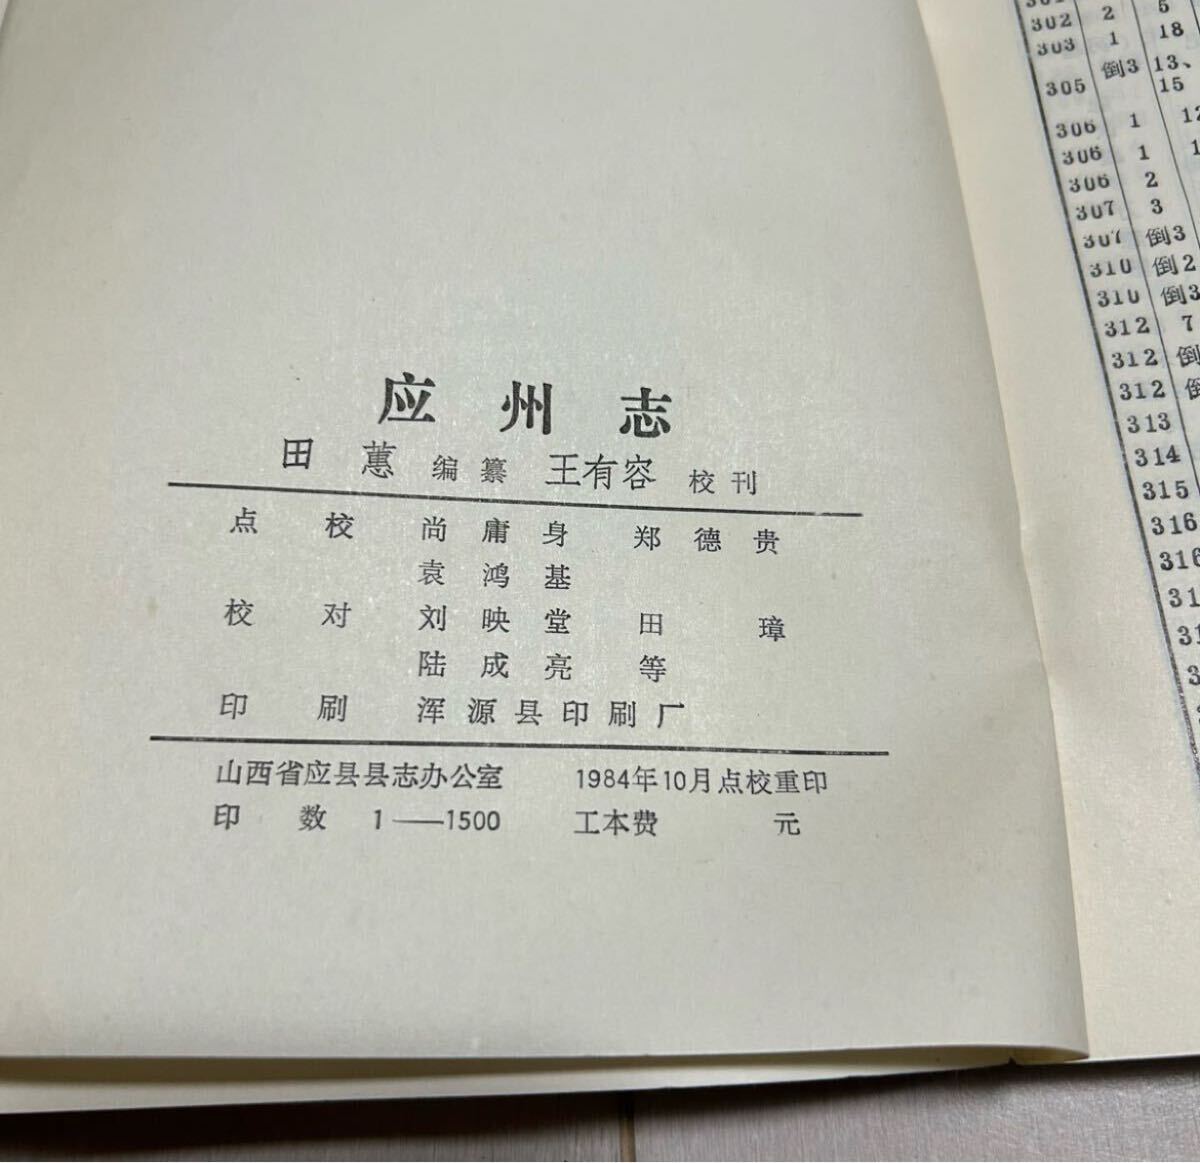 应州志
田蕙 编纂 王有容 校刊
点校 尚庸身 郑德贵
袁鸿基
校对 刘映堂 田璋
陆成亮 等
印刷 浑源县印刷厂
山西省应县县志办公室 1984年10月点校重印
印数 1——1500 工本费 元
302 2 5
303 1 18
305 倒3 13、15
306 1
306 1
306 2
307 3
307 倒3
310 倒2
310 倒3
312 7
312 倒
312 倒
313
314
315
316
316